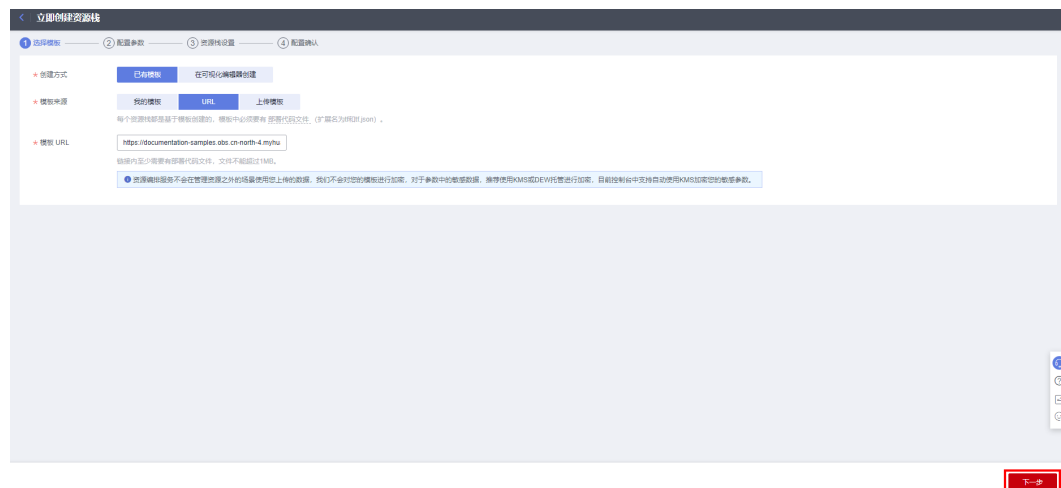 立即创建资源栈
1 选择模板 2 配置参数 3 资源栈设置 4 配置确认
* 创建方式 已有模板 在可视化编辑器创建
* 模板来源 我的模板 URL 上传模板
每个资源栈都是基于模板创建的，模板中必须要有 部署代码文件 （扩展名为tf和tf.json）。
* 模板 URL https://documentation-samples.obs.cn-north-4.myhu
链接内至少需要有部署代码文件，文件不能超过1MB。
资源编排服务不会在管理资源之外的场景使用您上传的数据，我们不会对您的模板进行加密，对于参数中的敏感数据，推荐使用KMS或DEW托管进行加密，目前控制台中支持自动使用KMS加密您的敏感参数。
下一步